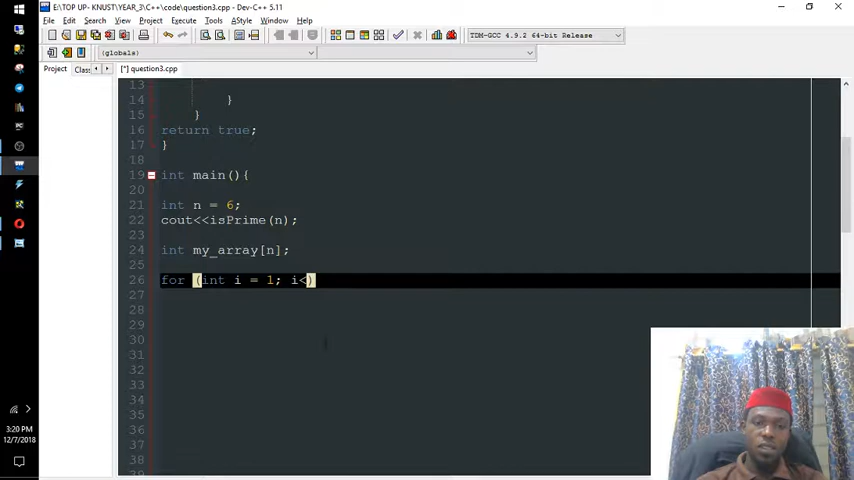 E:\TOP UP- KNUST\YEAR_3\C++\code\question3.cpp - Dev-C++ 5.11
File Edit Search View Project Execute Tools AStyle Window Help
TDM-GCC 4.9.2 64-bit Release
(globals)
Project Clas [*] question3.cpp
13
14 }
15 }
16 return true;
17 }
18
19 int main(){
20
21 int n = 6;
22 cout<<isPrime(n);
23
24 int my_array[n];
25
26 for (int i = 1; i<)
27
28
29
30
31
32
33
34
35
36
37
38
39
3:20 PM
12/7/2018